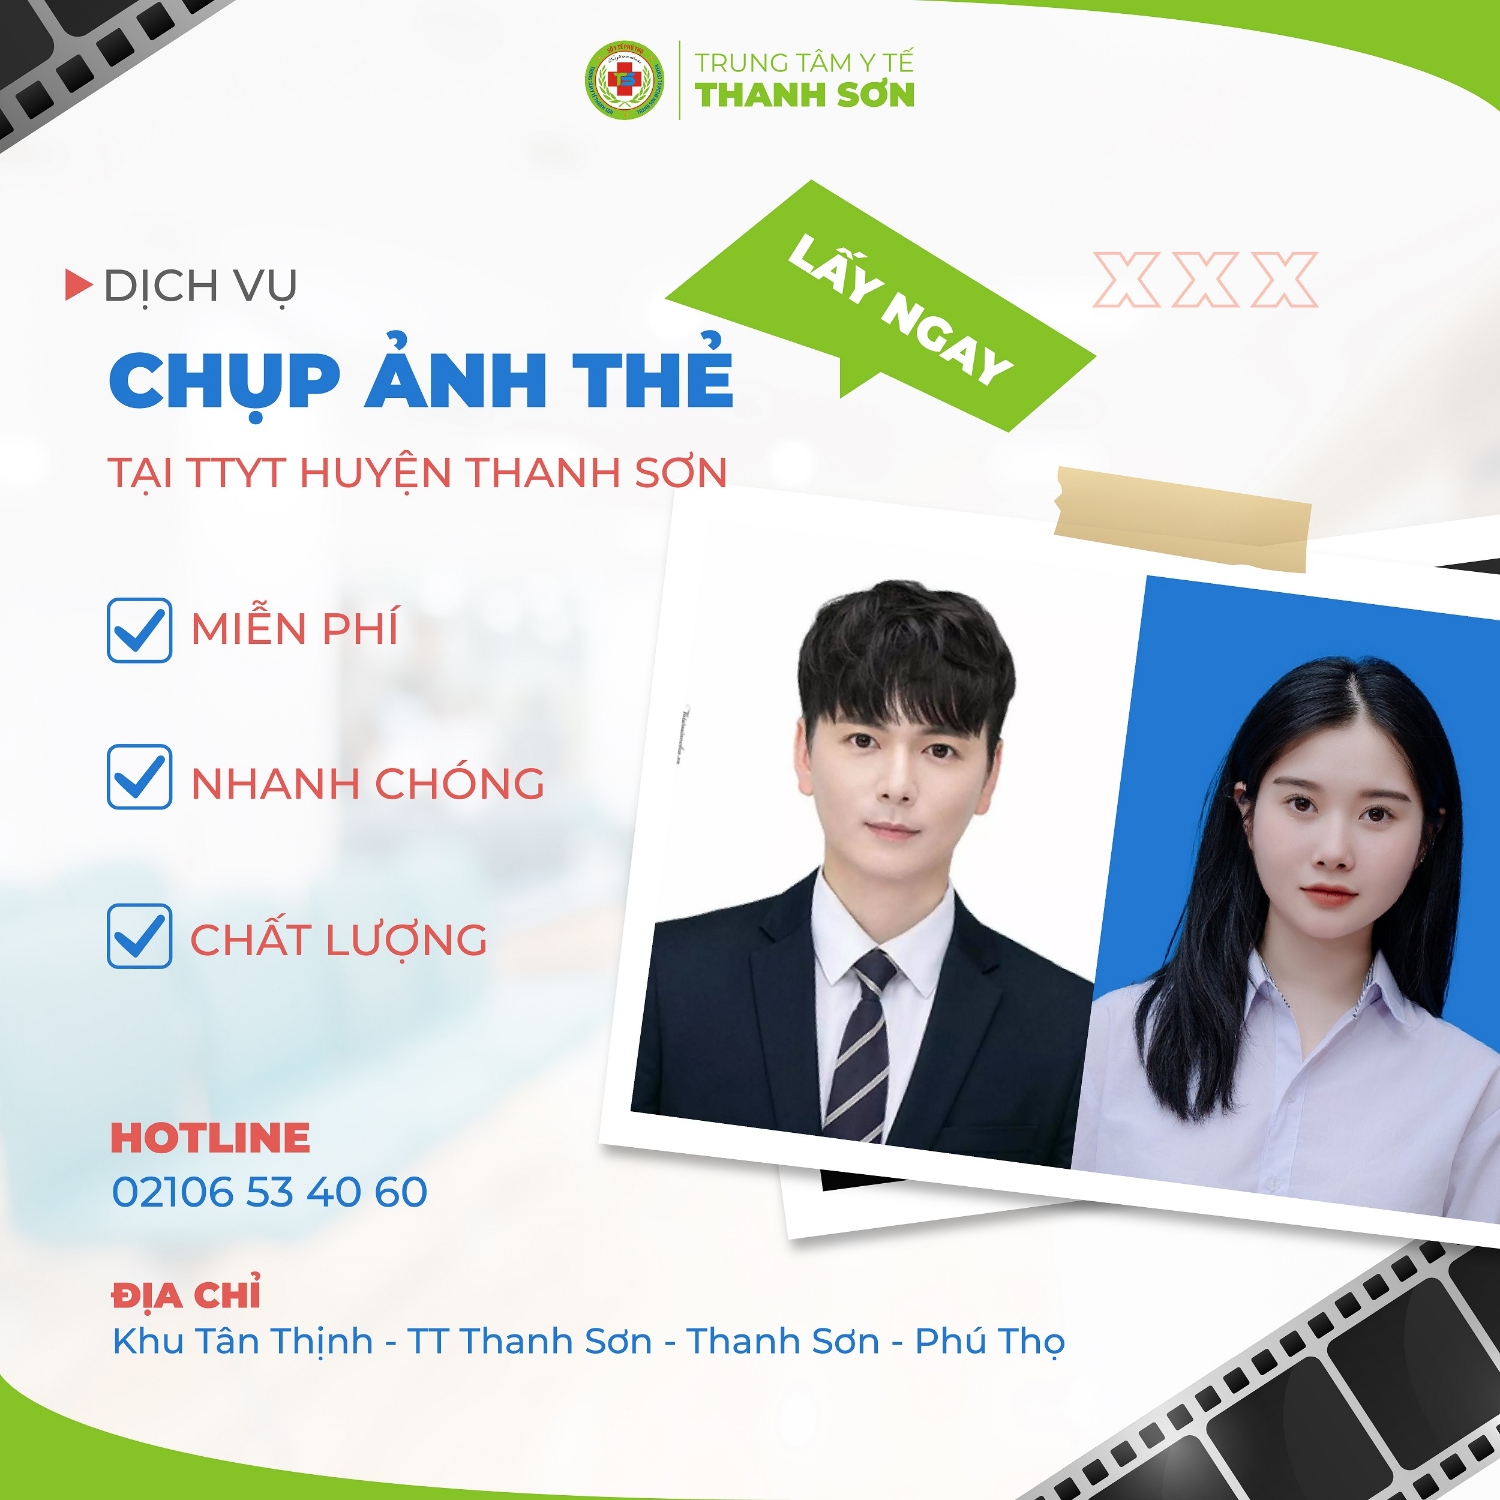 TRUNG TÂM Y TẾ
THANH SƠN
LẤY NGAY
XXX
DỊCH VỤ
CHỤP ẢNH THẺ
TẠI TTYT HUYỆN THANH SƠN
MIỄN PHÍ
NHANH CHÓNG
CHẤT LƯỢNG
HOTLINE
02106 53 40 60
ĐỊA CHỈ
Khu Tân Thịnh - TT Thanh Sơn - Thanh Sơn - Phú Thọ